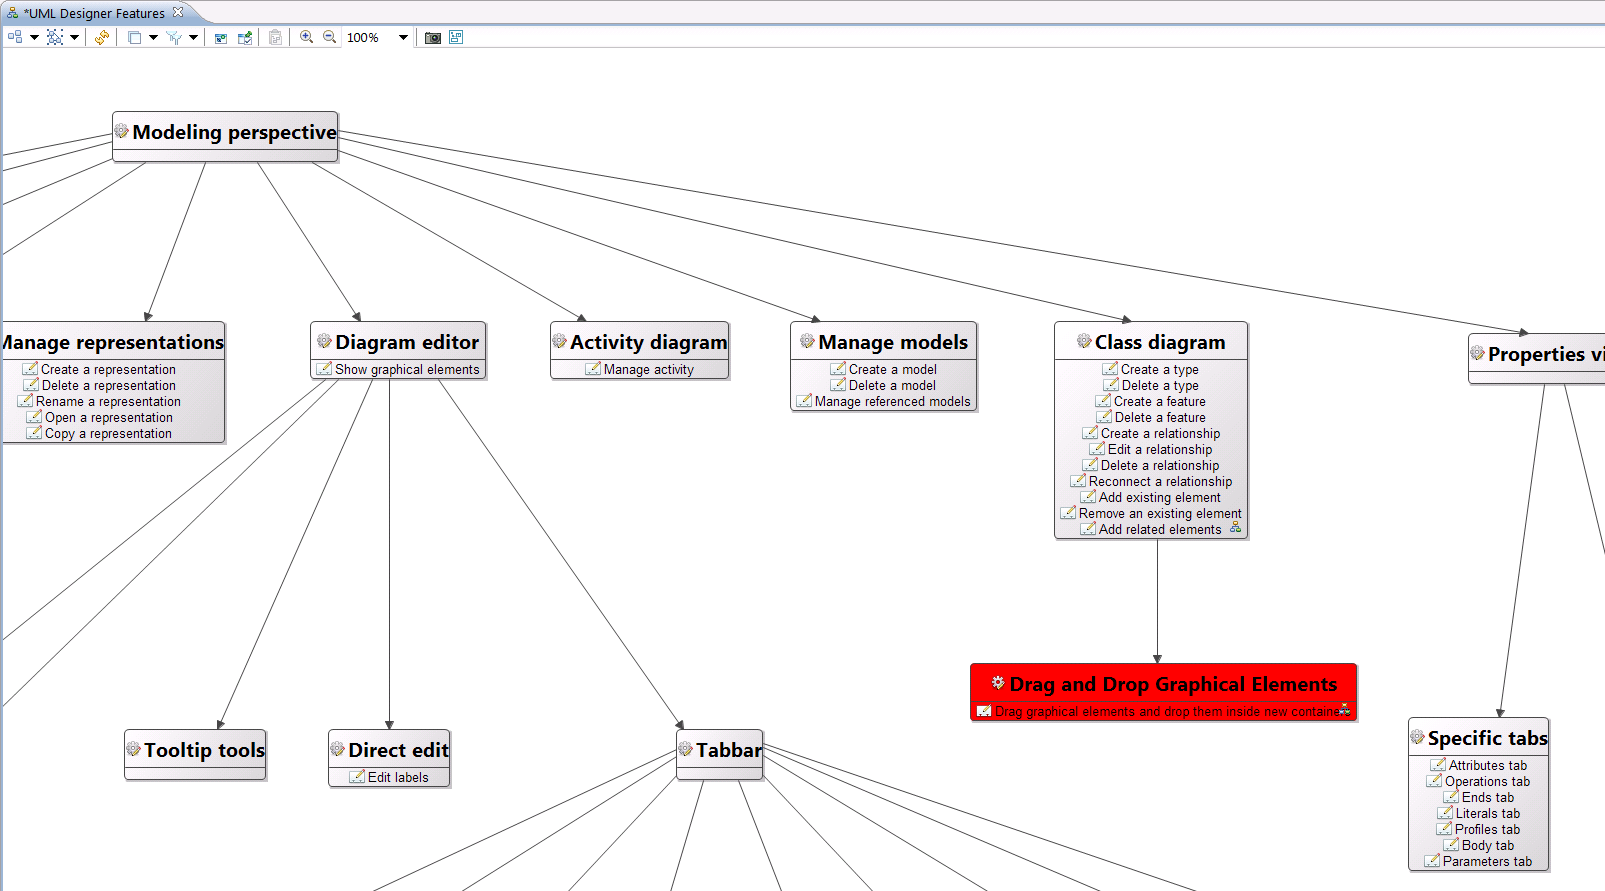 *UML Designer Features
100%
Modeling perspective
Manage representations
Create a representation
Delete a representation
Rename a representation
Open a representation
Copy a representation
Diagram editor
Show graphical elements
Activity diagram
Manage activity
Manage models
Create a model
Delete a model
Manage referenced models
Class diagram
Create a type
Delete a type
Create a feature
Delete a feature
Create a relationship
Edit a relationship
Delete a relationship
Reconnect a relationship
Add existing element
Remove an existing element
Add related elements
Properties vi
Drag and Drop Graphical Elements
Drag graphical elements and drop them inside new containe
Tooltip tools
Direct edit
Edit labels
Tabbar
Specific tabs
Attributes tab
Operations tab
Ends tab
Literals tab
Profiles tab
Body tab
Parameters tab